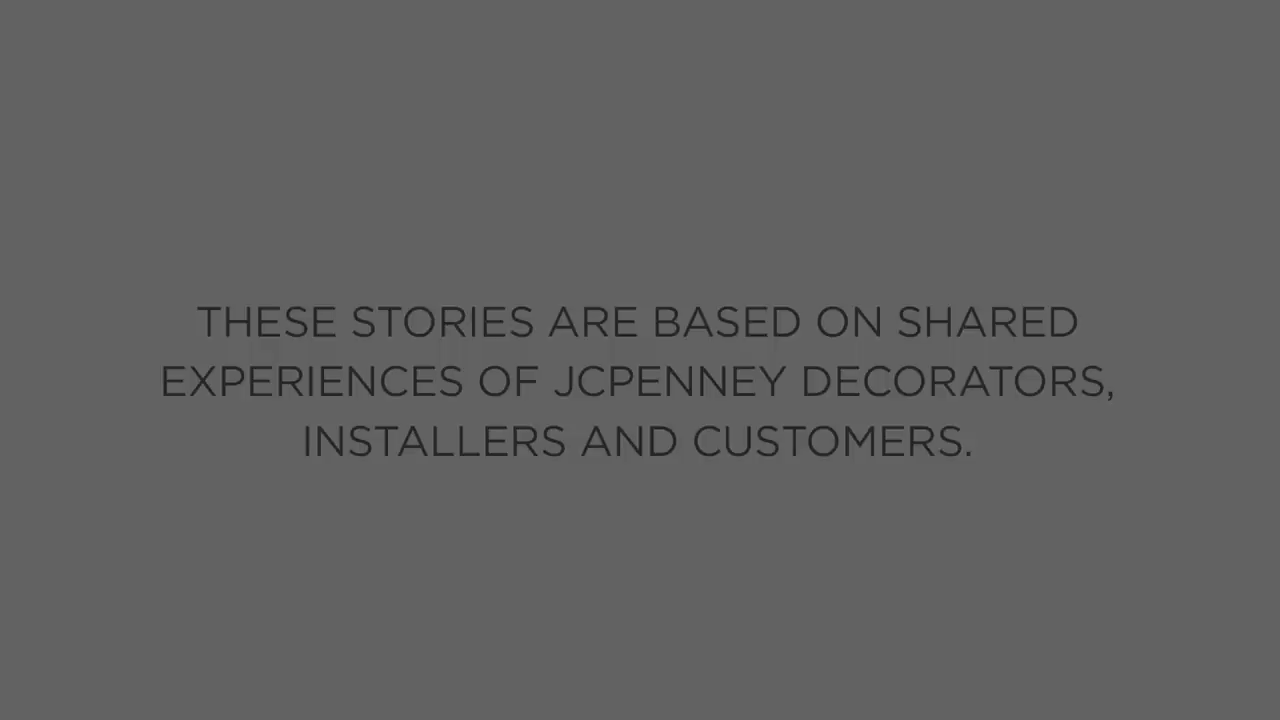 THESE STORIES ARE BASED ON SHARED
EXPERIENCES OF JCPENNEY DECORATORS,
INSTALLERS AND CUSTOMERS.